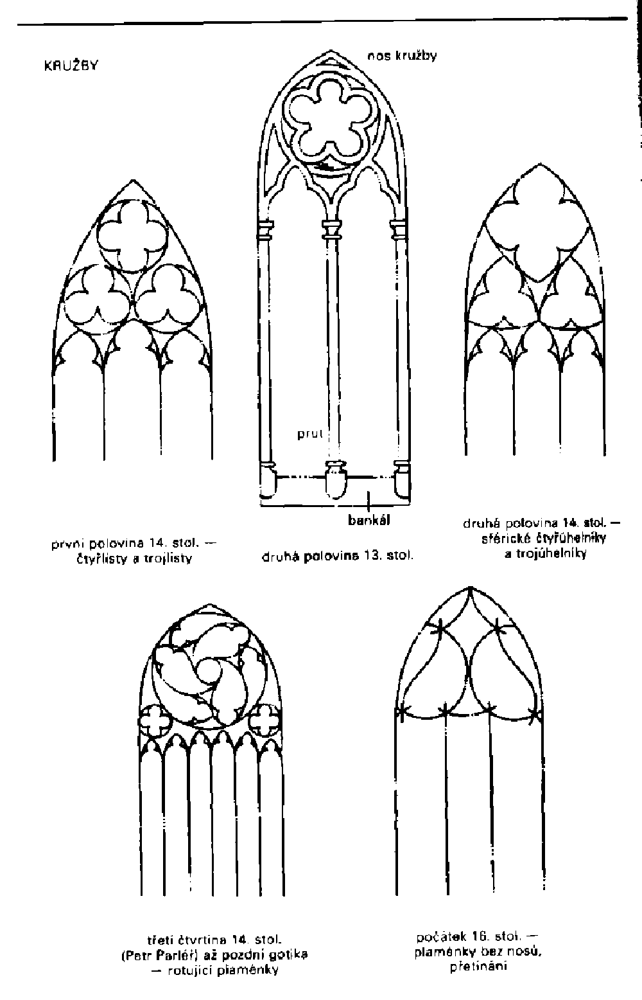 KRUŽBY
nos kružby
prut
bankál
první polovina 14. stol. —
čtyřlisty a trojlisty
druhá polovina 13. stol.
druhá polovina 14. stol. —
sférické čtyřúhelníky
a trojúhelníky
třetí čtvrtina 14. stol.
(Petr Parléř) až pozdní gotika
— rotující plaménky
počátek 16. stol. —
plaménky bez nosů,
přetínání